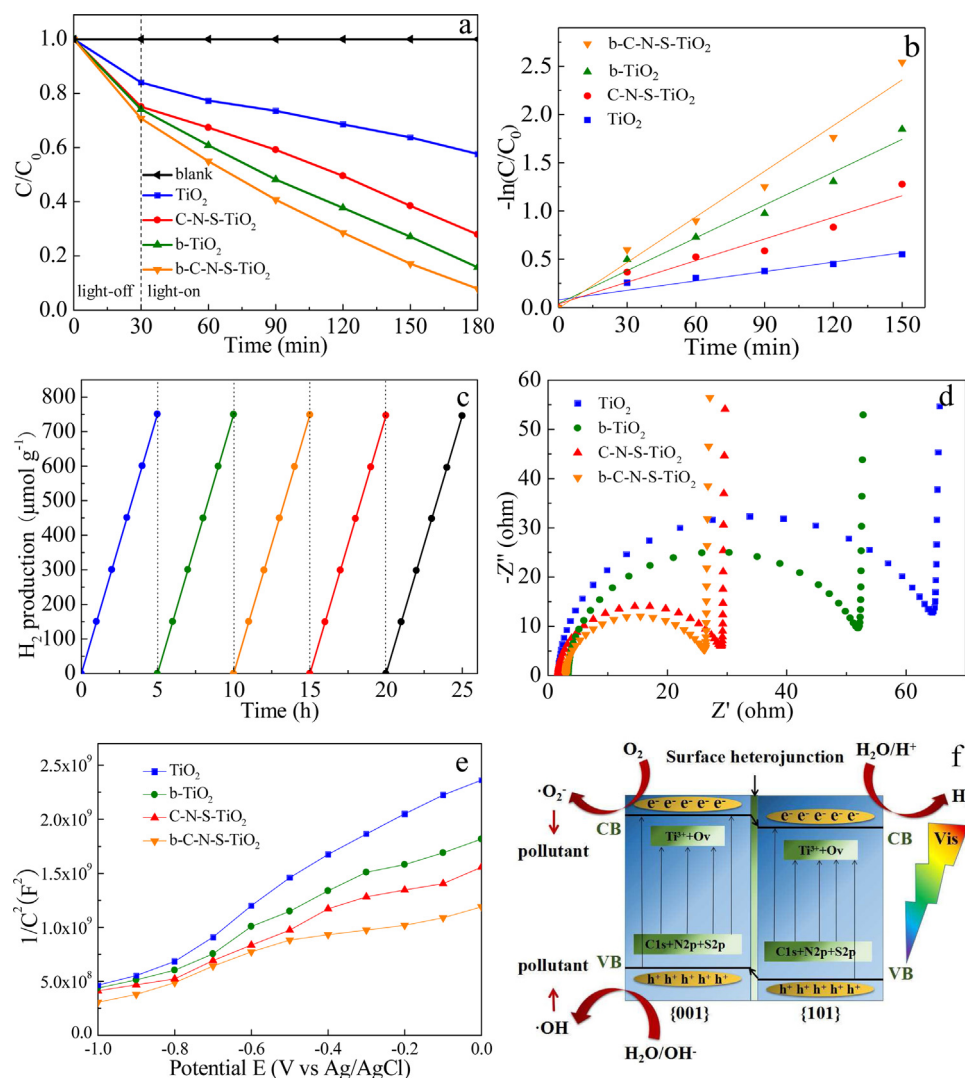 a
1.0
0.8
0.6
0.4
0.2
0.0
C/C₀
blank
TiO₂
C-N-S-TiO₂
b-TiO₂
b-C-N-S-TiO₂
light-off
light-on
0 30 60 90 120 150 180
Time (min)
b
b-C-N-S-TiO₂
b-TiO₂
C-N-S-TiO₂
TiO₂
2.5
2.0
1.5
1.0
0.5
0.0
-ln(C/C₀)
0 30 60 90 120 150
Time (min)
c
800
700
600
500
400
300
200
100
0
H₂ production (μmol g⁻¹)
0 5 10 15 20 25
Time (h)
d
TiO₂
b-TiO₂
C-N-S-TiO₂
b-C-N-S-TiO₂
60
50
40
30
20
10
0
-Z'' (ohm)
0 20 40 60
Z' (ohm)
e
TiO₂
b-TiO₂
C-N-S-TiO₂
b-C-N-S-TiO₂
2.5x10⁹
2.0x10⁹
1.5x10⁹
1.0x10⁹
5.0x10⁸
0.0
1/C² (F²)
-1.0 -0.8 -0.6 -0.4 -0.2 0.0
Potential E (V vs Ag/AgCl)
f
O₂
Surface heterojunction
H₂O/H⁺
·O₂⁻
H
e⁻ e⁻ e⁻ e⁻ e⁻
e⁻ e⁻ e⁻ e⁻ e⁻
CB
CB
Vis
pollutant
Ti³⁺+Ov
Ti³⁺+Ov
C1s+N2p+S2p
C1s+N2p+S2p
pollutant
VB
VB
h⁺ h⁺ h⁺ h⁺ h⁺
h⁺ h⁺ h⁺ h⁺ h⁺
·OH
{001}
{101}
H₂O/OH⁻